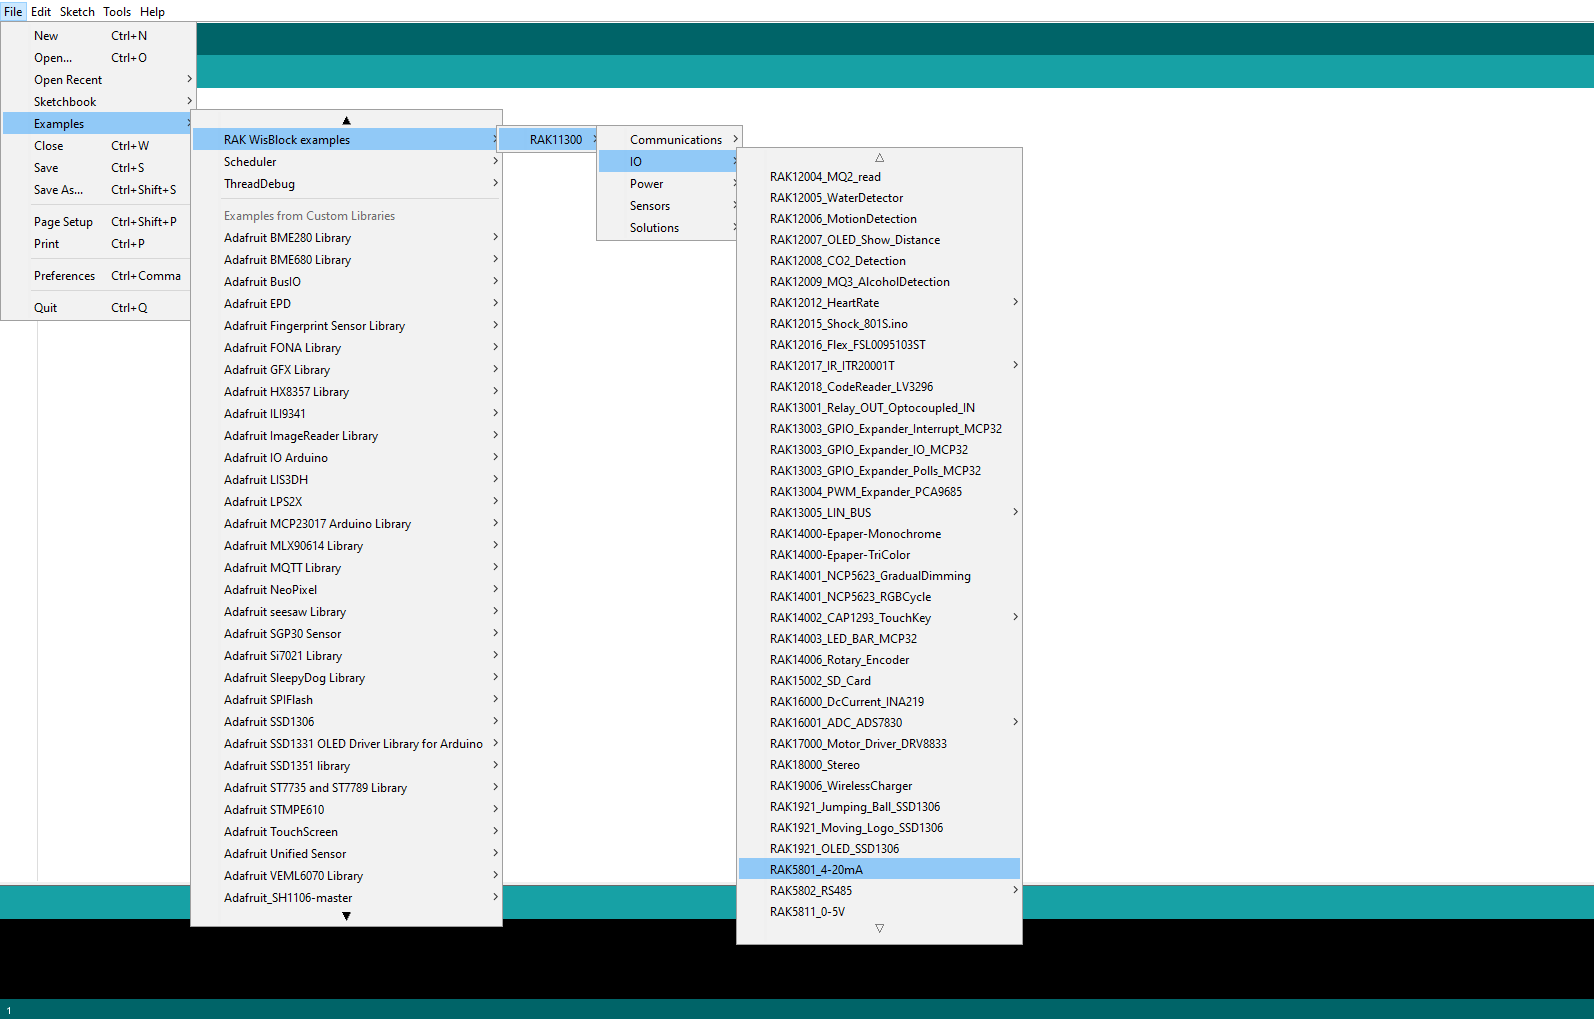 File Edit Sketch Tools Help
New Ctrl+N
Open... Ctrl+O
Open Recent
Sketchbook
Examples
Close Ctrl+W
Save Ctrl+S
Save As... Ctrl+Shift+S
Page Setup Ctrl+Shift+P
Print Ctrl+P
Preferences Ctrl+Comma
Quit Ctrl+Q
RAK WisBlock examples
Scheduler
ThreadDebug
Examples from Custom Libraries
Adafruit BME280 Library
Adafruit BME680 Library
Adafruit BusIO
Adafruit EPD
Adafruit Fingerprint Sensor Library
Adafruit FONA Library
Adafruit GFX Library
Adafruit HX8357 Library
Adafruit ILI9341
Adafruit ImageReader Library
Adafruit IO Arduino
Adafruit LIS3DH
Adafruit LPS2X
Adafruit MCP23017 Arduino Library
Adafruit MLX90614 Library
Adafruit MQTT Library
Adafruit NeoPixel
Adafruit seesaw Library
Adafruit SGP30 Sensor
Adafruit Si7021 Library
Adafruit SleepyDog Library
Adafruit SPIFlash
Adafruit SSD1306
Adafruit SSD1331 OLED Driver Library for Arduino
Adafruit SSD1351 library
Adafruit ST7735 and ST7789 Library
Adafruit STMPE610
Adafruit TouchScreen
Adafruit Unified Sensor
Adafruit VEML6070 Library
Adafruit_SH1106-master
RAK11300
Communications
IO
Power
Sensors
Solutions
RAK12004_MQ2_read
RAK12005_WaterDetector
RAK12006_MotionDetection
RAK12007_OLED_Show_Distance
RAK12008_CO2_Detection
RAK12009_MQ3_AlcoholDetection
RAK12012_HeartRate
RAK12015_Shock_801S.ino
RAK12016_Flex_FSL0095103ST
RAK12017_IR_ITR20001T
RAK12018_CodeReader_LV3296
RAK13001_Relay_OUT_Optocoupled_IN
RAK13003_GPIO_Expander_Interrupt_MCP32
RAK13003_GPIO_Expander_IO_MCP32
RAK13003_GPIO_Expander_Polls_MCP32
RAK13004_PWM_Expander_PCA9685
RAK13005_LIN_BUS
RAK14000-Epaper-Monochrome
RAK14000-Epaper-TriColor
RAK14001_NCP5623_GradualDimming
RAK14001_NCP5623_RGBCycle
RAK14002_CAP1293_TouchKey
RAK14003_LED_BAR_MCP32
RAK14006_Rotary_Encoder
RAK15002_SD_Card
RAK16000_DcCurrent_INA219
RAK16001_ADC_ADS7830
RAK17000_Motor_Driver_DRV8833
RAK18000_Stereo
RAK19006_WirelessCharger
RAK1921_Jumping_Ball_SSD1306
RAK1921_Moving_Logo_SSD1306
RAK1921_OLED_SSD1306
RAK5801_4-20mA
RAK5802_RS485
RAK5811_0-5V
1